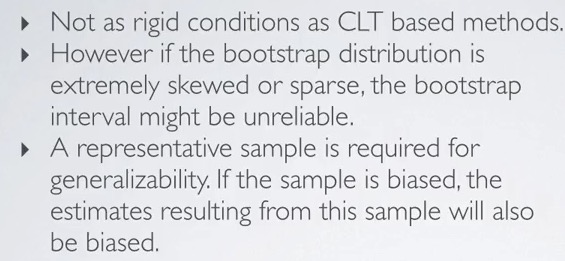 ▸ Not as rigid conditions as CLT based methods.
▸ However if the bootstrap distribution is
extremely skewed or sparse, the bootstrap
interval might be unreliable.
▸ A representative sample is required for
generalizability. If the sample is biased, the
estimates resulting from this sample will also
be biased.